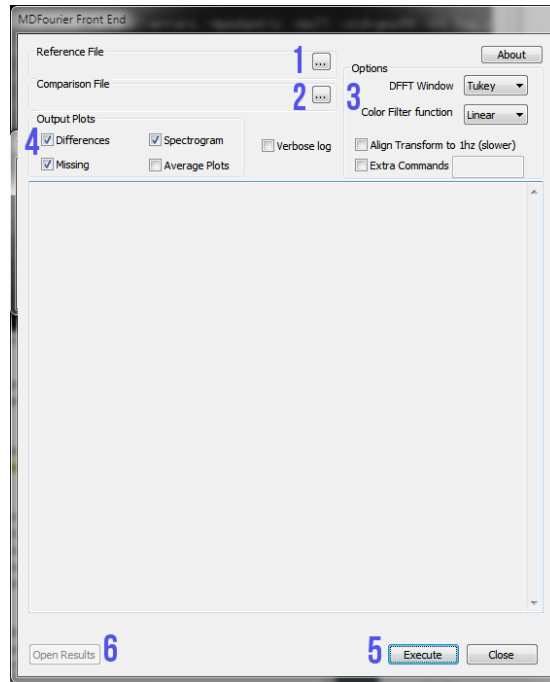 MDFourier Front End
About
Reference File
1
...
Options
Comparison File
2
...
3
DFFT Window
Tukey
Color Filter function
Linear
Output Plots
4
Differences
Spectrogram
Verbose log
Align Transform to 1hz (slower)
Missing
Average Plots
Extra Commands
Open Results
6
5
Execute
Close